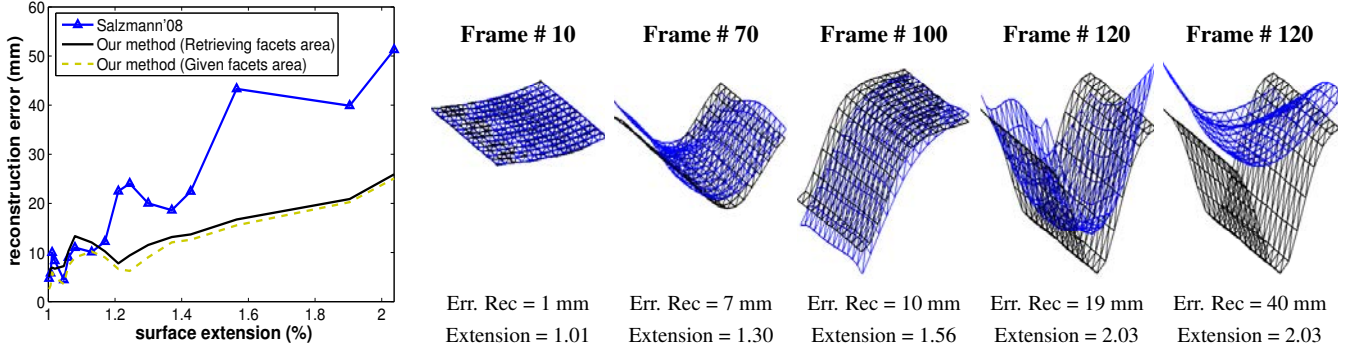 60
50
40
30
20
10
0
1
1.2
1.4
1.6
1.8
2
reconstruction error (mm)
surface extension (%)
Salzmann'08
Our method (Retrieving facets area)
Our method (Given facets area)
Frame # 10
Frame # 70
Frame # 100
Frame # 120
Frame # 120
Err. Rec = 1 mm
Err. Rec = 7 mm
Err. Rec = 10 mm
Err. Rec = 19 mm
Err. Rec = 40 mm
Extension = 1.01
Extension = 1.30
Extension = 1.56
Extension = 2.03
Extension = 2.03